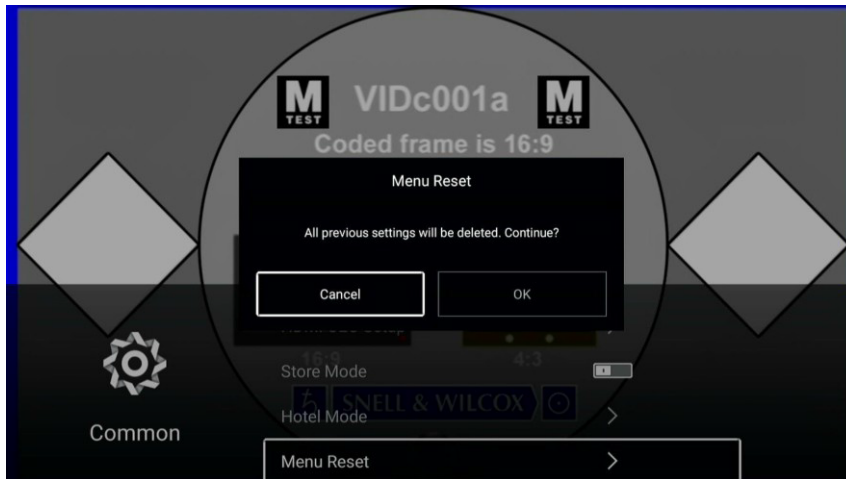 M
TEST
VIDc001a
M
TEST
Coded frame is 16:9
Menu Reset
All previous settings will be deleted. Continue?
Cancel
OK
16:9
4:3
Store Mode
SNELL & WILCOX
Hotel Mode
Common
Menu Reset